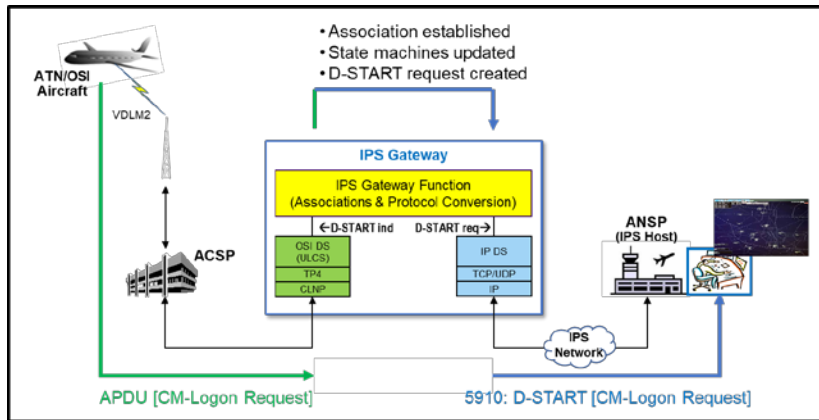 • Association established
• State machines updated
• D-START request created
ATN/OSI
Aircraft
VDLM2
IPS Gateway
IPS Gateway Function
(Associations & Protocol Conversion)
←D-START ind
D-START req→
OSI DS
(ULCS)
TP4
CLNP
IP DS
TCP/UDP
IP
ACSP
ANSP
(IPS Host)
IPS
Network
APDU [CM-Logon Request]
5910: D-START [CM-Logon Request]